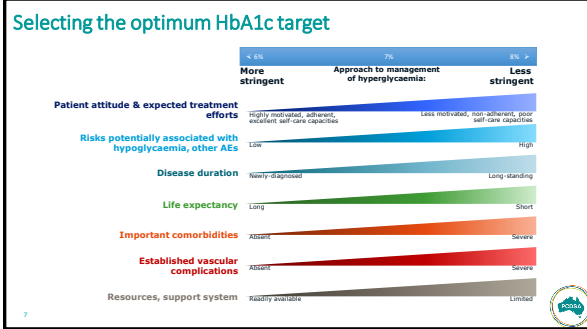 Selecting the optimum HbA1c target
< 6%
7%
8% >
More
stringent
Approach to management
of hyperglycaemia:
Less
stringent
Patient attitude & expected treatment
efforts
Highly motivated, adherent,
excellent self-care capacities
Less motivated, non-adherent, poor
self-care capacities
Risks potentially associated with
hypoglycaemia, other AEs
Low
High
Disease duration
Newly-diagnosed
Long-standing
Life expectancy
Long
Short
Important comorbidities
Absent
Severe
Established vascular
complications
Absent
Severe
Resources, support system
Readily available
Limited
7
PCDSA